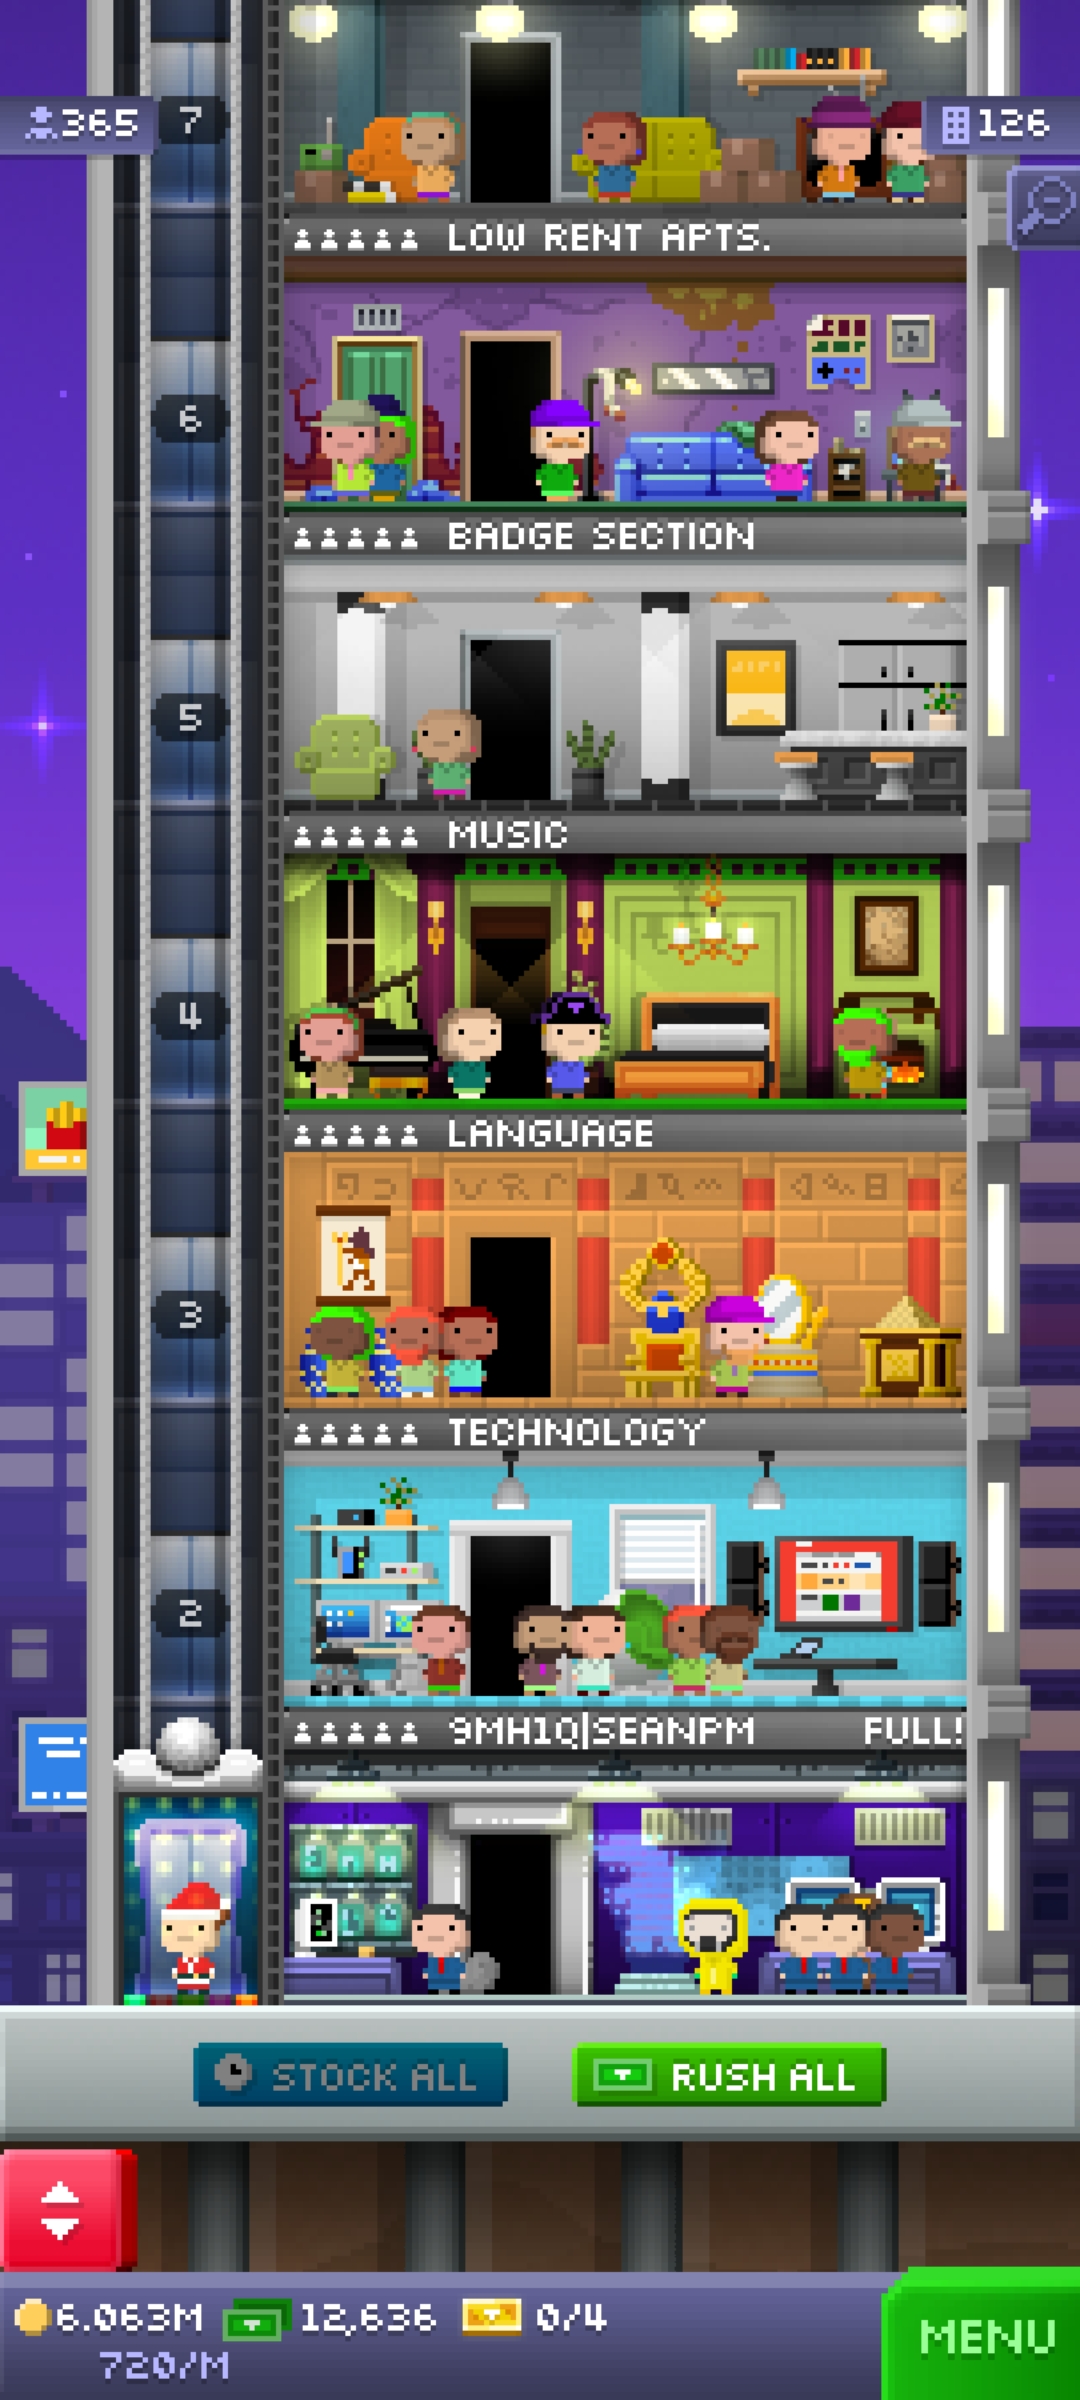 7
365
126
LOW RENT APTS.
6
BADGE SECTION
5
MUSIC
4
LANGUAGE
3
TECHNOLOGY
2
9MH1Q|SEANPM FULL!
STOCK ALL
RUSH ALL
6.063M 12,636 0/4
720/M
MENU